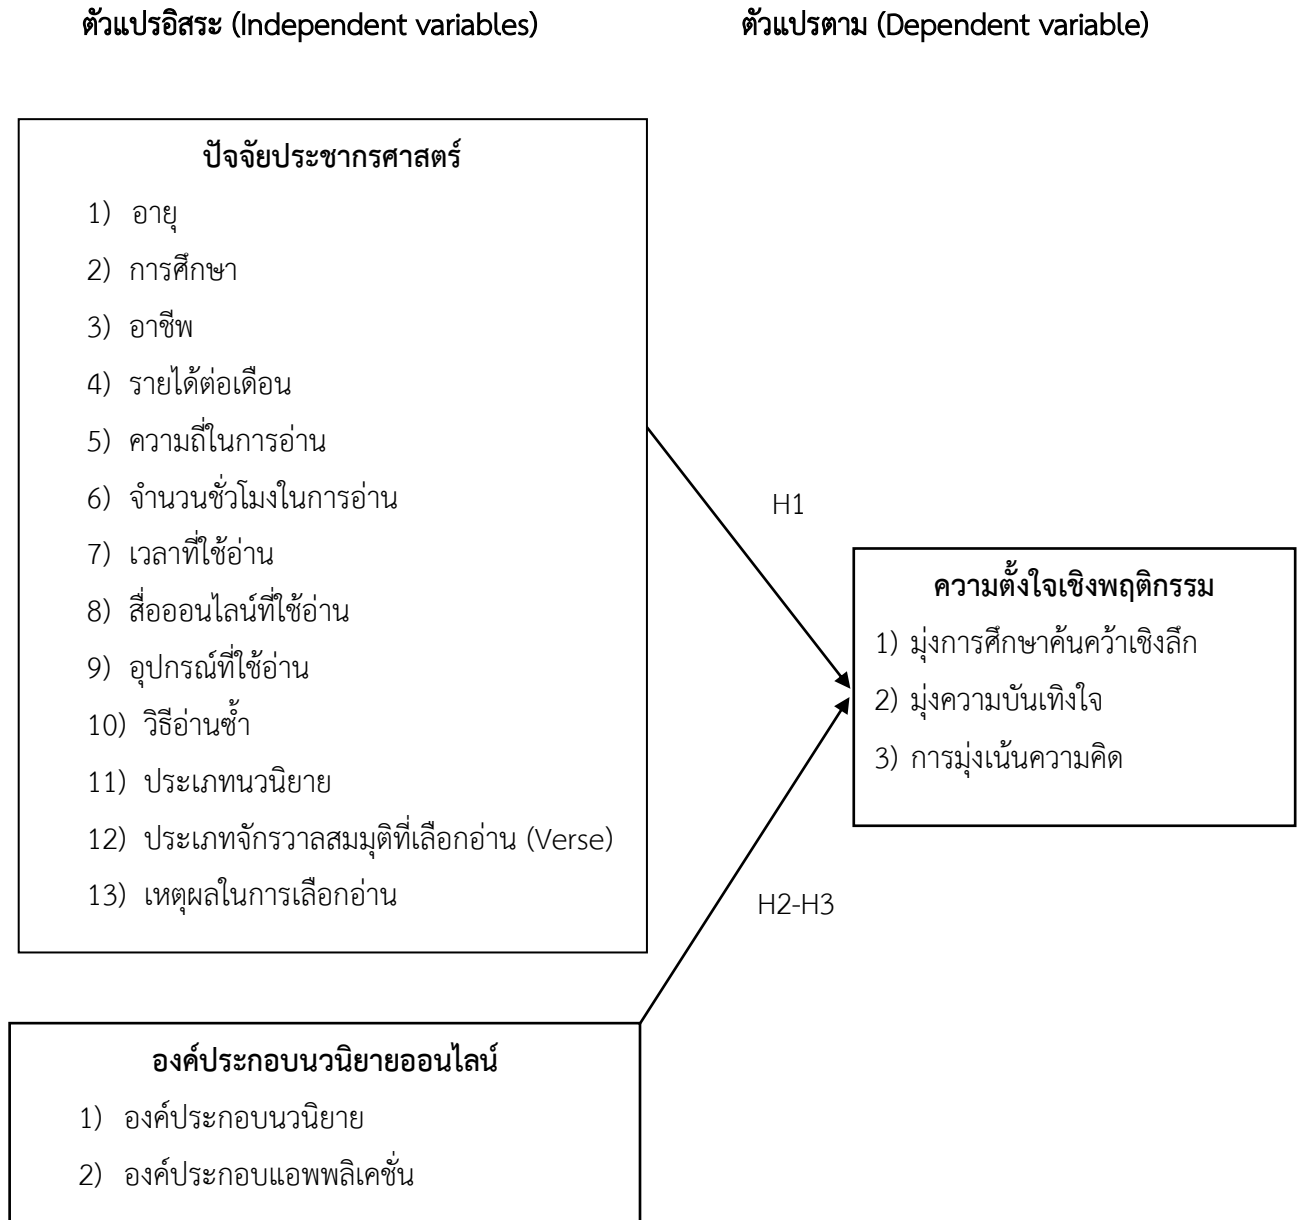 ตัวแปรอิสระ (Independent variables)
ตัวแปรตาม (Dependent variable)
ปัจจัยประชากรศาสตร์
1) อายุ
2) การศึกษา
3) อาชีพ
4) รายได้ต่อเดือน
5) ความถี่ในการอ่าน
6) จำนวนชั่วโมงในการอ่าน
7) เวลาที่ใช้อ่าน
8) สื่อออนไลน์ที่ใช้อ่าน
9) อุปกรณ์ที่ใช้อ่าน
10) วิธีอ่านซ้ำ
11) ประเภทนวนิยาย
12) ประเภทจักรวาลสมมุติที่เลือกอ่าน (Verse)
13) เหตุผลในการเลือกอ่าน
H1
ความตั้งใจเชิงพฤติกรรม
1) มุ่งการศึกษาค้นคว้าเชิงลึก
2) มุ่งความบันเทิงใจ
3) การมุ่งเน้นความคิด
H2-H3
องค์ประกอบนวนิยายออนไลน์
1) องค์ประกอบนวนิยาย
2) องค์ประกอบแอพพลิเคชั่น